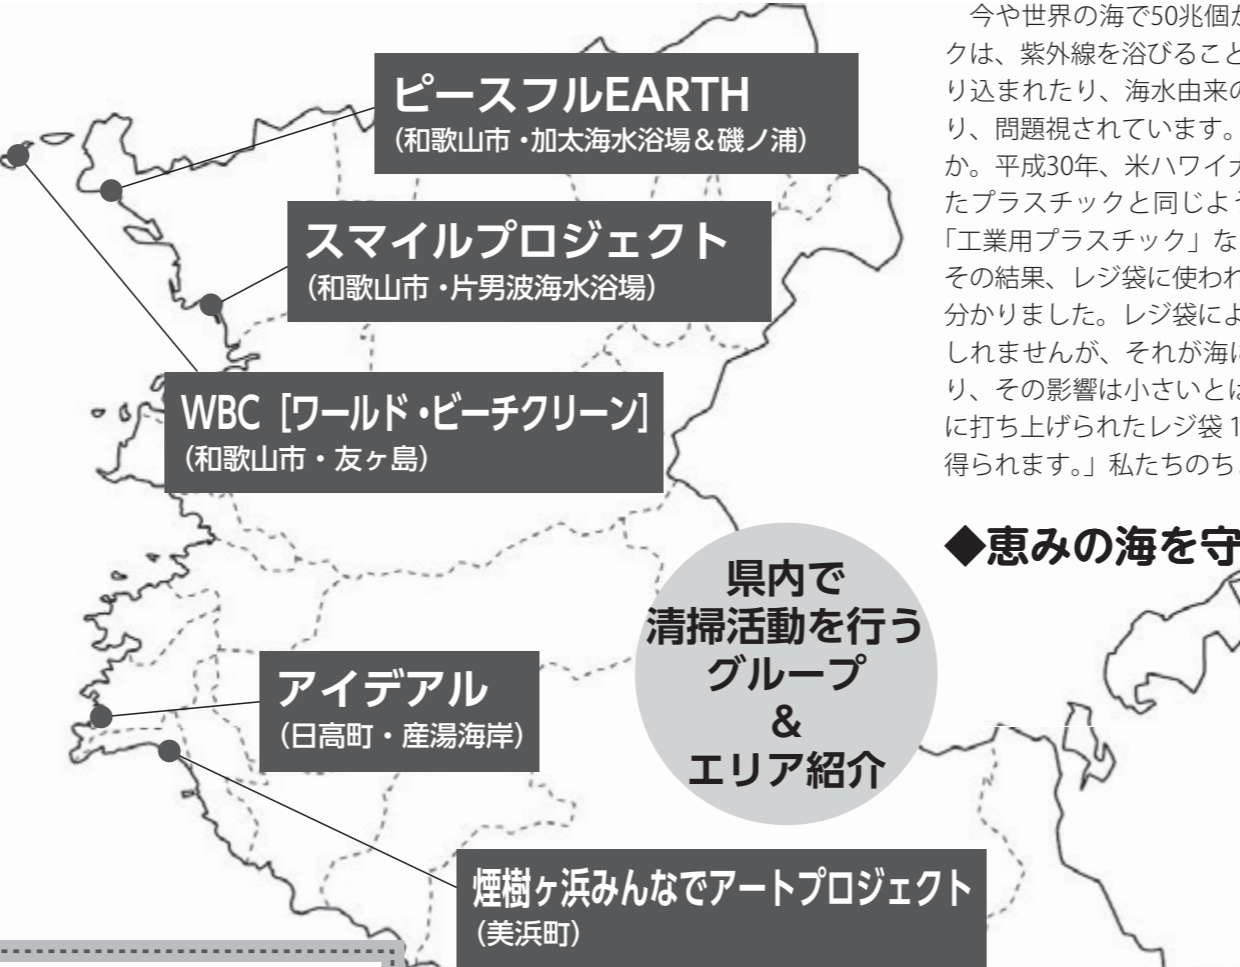 ピースフルEARTH
（和歌山市・加太海水浴場＆磯ノ浦）
スマイルプロジェクト
（和歌山市・片男波海水浴場）
WBC［ワールド・ビーチクリーン］
（和歌山市・友ヶ島）
県内で
清掃活動を行う
グループ
&
エリア紹介
アイデアル
（日高町・産湯海岸）
煙樹ヶ浜みんなでアートプロジェクト
（美浜町）
今や世界の海で50兆個
クは、紫外線を浴びること
り込まれたり、海水由来の
り、問題視されています。
か。平成30年、米ハワイ
たプラスチックと同じよう
「工業用プラスチック」な
その結果、レジ袋に使われ
分かりました。レジ袋によ
しれませんが、それが海に
り、その影響は小さいとは
に打ち上げられたレジ袋1
得られます。」私たちのち
◆恵みの海を守